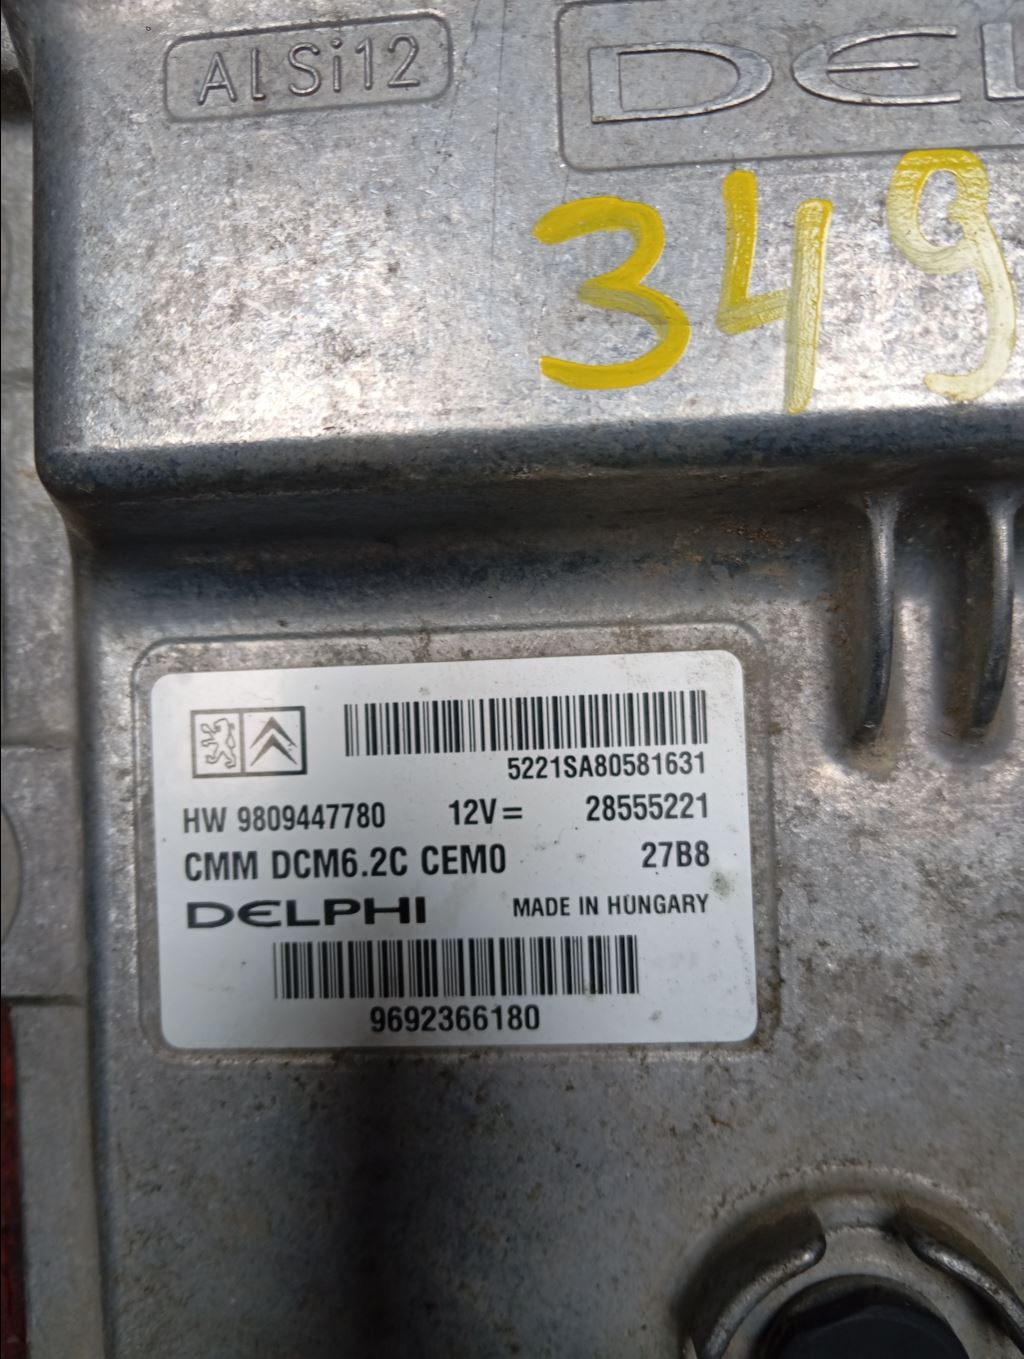 AlSi12
DEL
349
5221SA80581631
HW 9809447780 12V= 28555221
CMM DCM6.2C CEM0 27B8
DELPHI MADE IN HUNGARY
9692366180